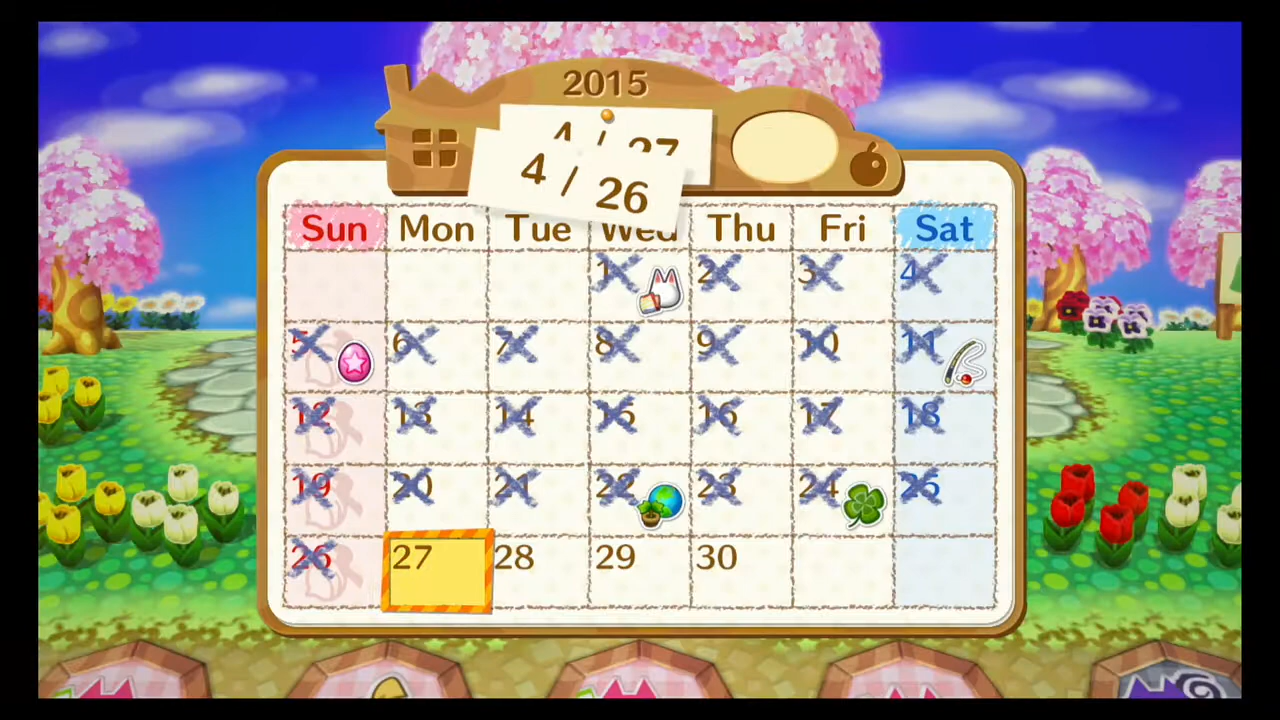 2015
4 / 27
4 / 26
Sun Mon Tue Wed Thu Fri Sat
1 2 3 4
5 6 7 8 9 10 11
12 13 14 15 16 17 18
19 20 21 22 23 24 25
26 27 28 29 30